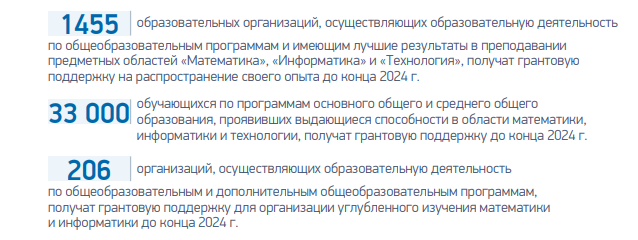 1455 образовательных организаций, осуществляющих образовательную деятельность
по общеобразовательным программам и имеющим лучшие результаты в преподавании
предметных областей «Математика», «Информатика» и «Технология», получат грантовую
поддержку на распространение своего опыта до конца 2024 г.
33 000 обучающихся по программам основного общего и среднего общего
образования, проявивших выдающиеся способности в области математики,
информатики и технологии, получат грантовую поддержку до конца 2024 г.
206 организаций, осуществляющих образовательную деятельность
по общеобразовательным и дополнительным общеобразовательным программам,
получат грантовую поддержку для организации углубленного изучения математики
и информатики до конца 2024 г.